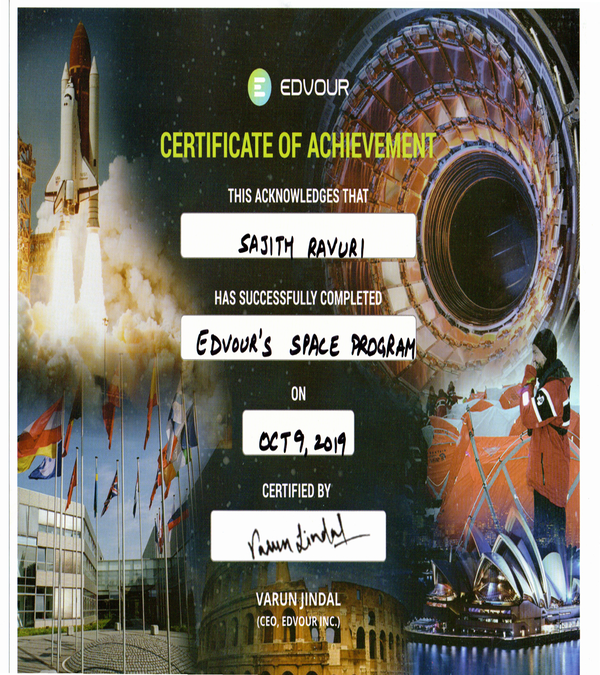 EDVOUR
CERTIFICATE OF ACHIEVEMENT
THIS ACKNOWLEDGES THAT
SAJITH RAVURI
HAS SUCCESSFULLY COMPLETED
EDVOUR'S SPACE PROGRAM
ON
OCT 9, 2019
CERTIFIED BY
Varun Jindal
VARUN JINDAL
(CEO, EDVOUR INC.)